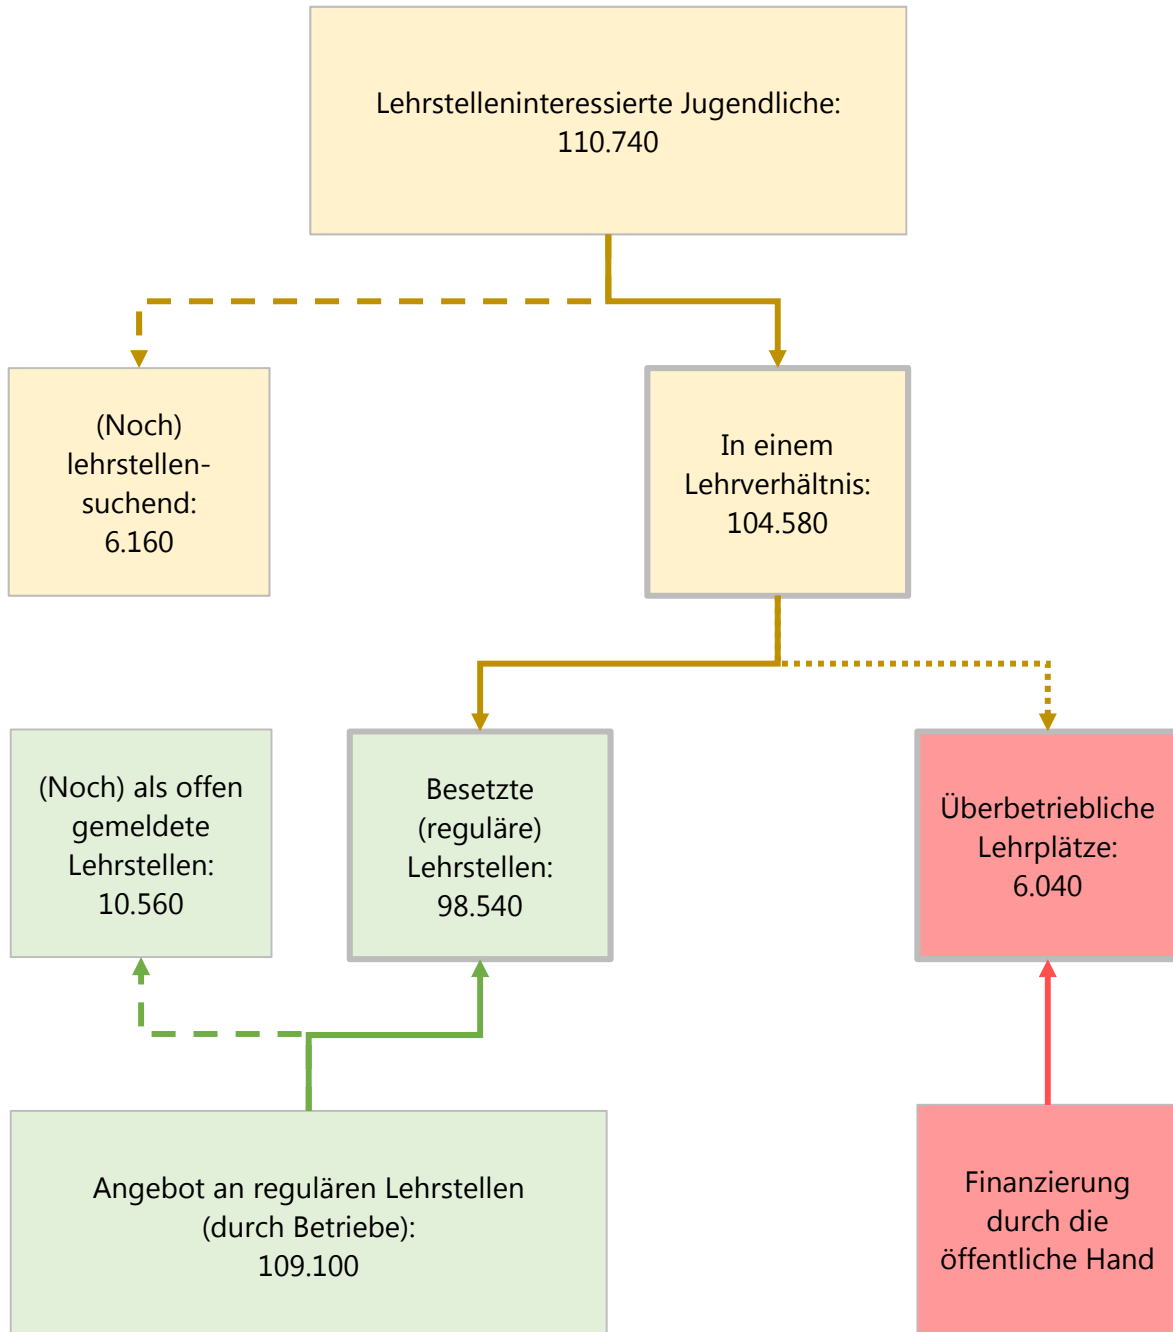 Lehrstelleninteressierte Jugendliche:
110.740
(Noch)
lehrstellen-
suchend:
6.160
In einem
Lehrverhältnis:
104.580
(Noch) als offen
gemeldete
Lehrstellen:
10.560
Besetzte
(reguläre)
Lehrstellen:
98.540
Überbetriebliche
Lehrplätze:
6.040
Angebot an regulären Lehrstellen
(durch Betriebe):
109.100
Finanzierung
durch die
öffentliche Hand